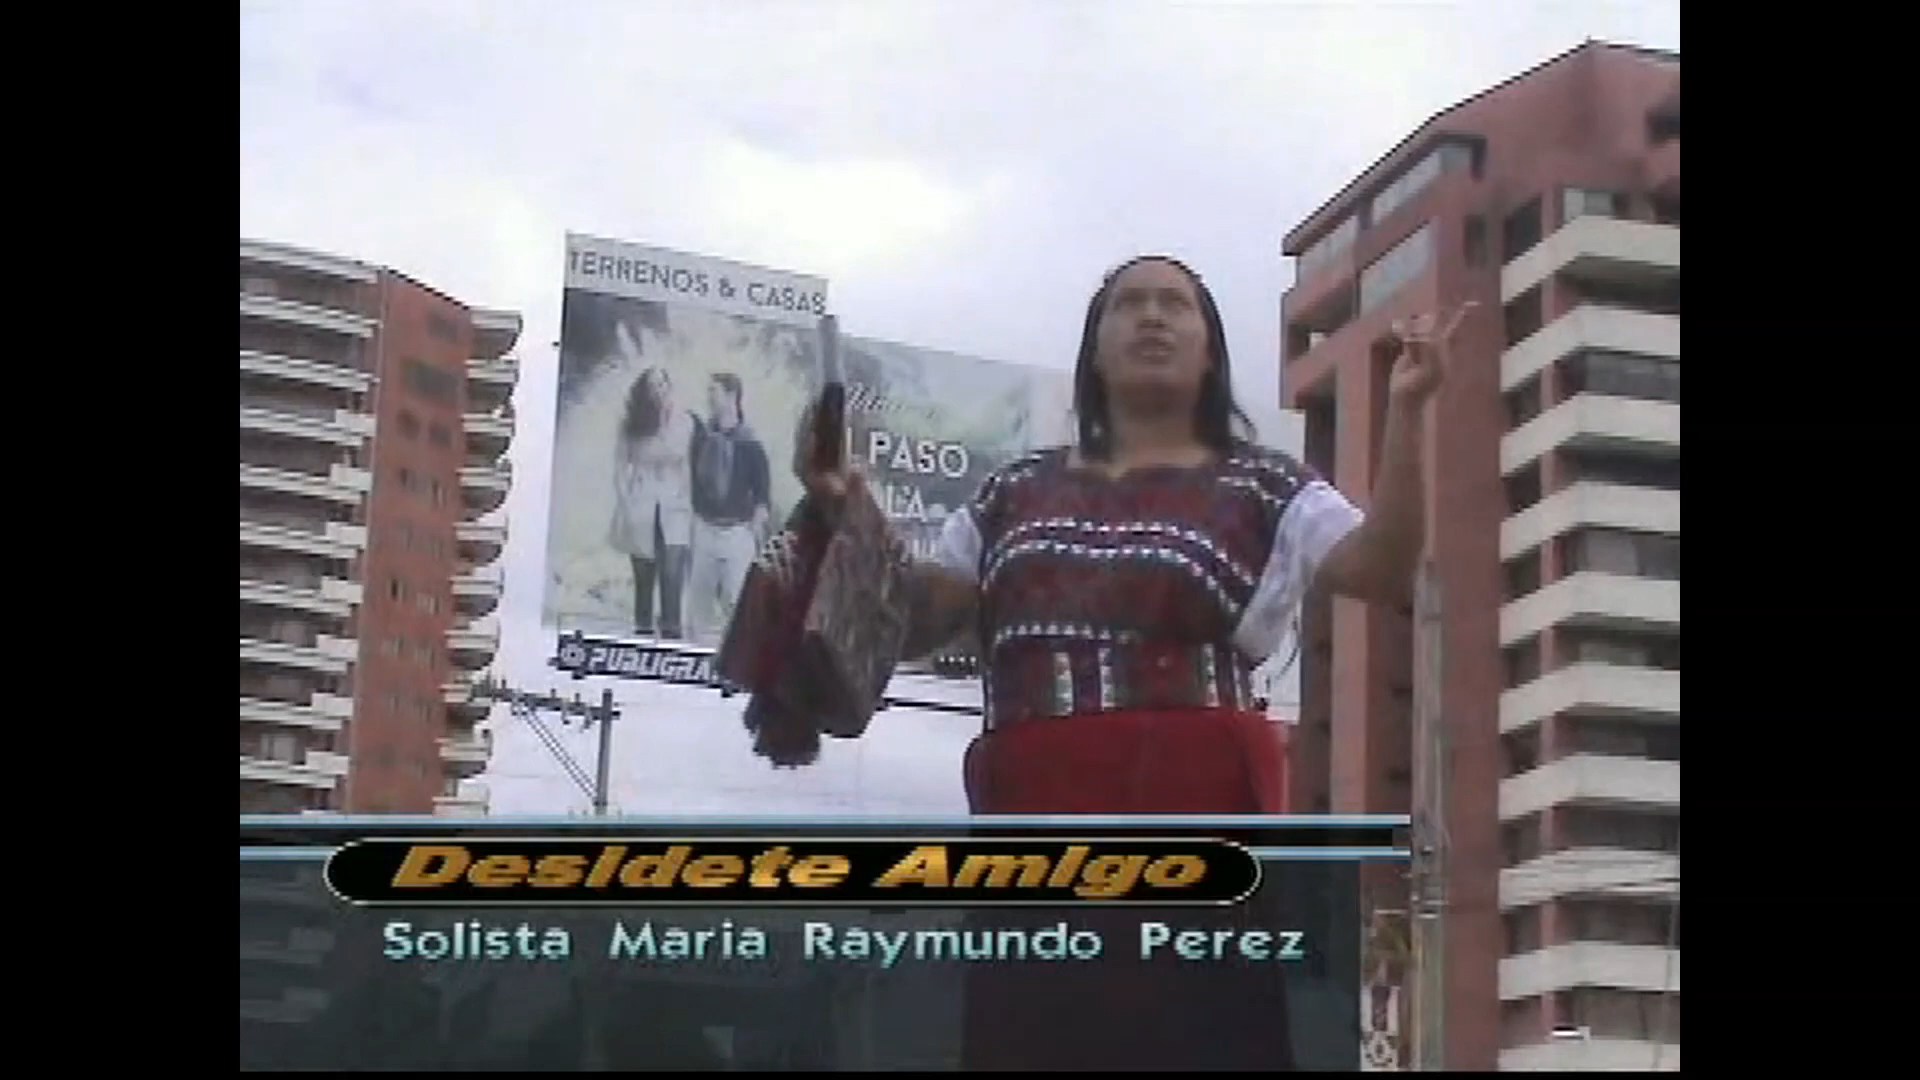 TERRENOS & CASAS
L PASO
PUBLIGRA
Desidete Amigo
Solista Maria Raymundo Perez